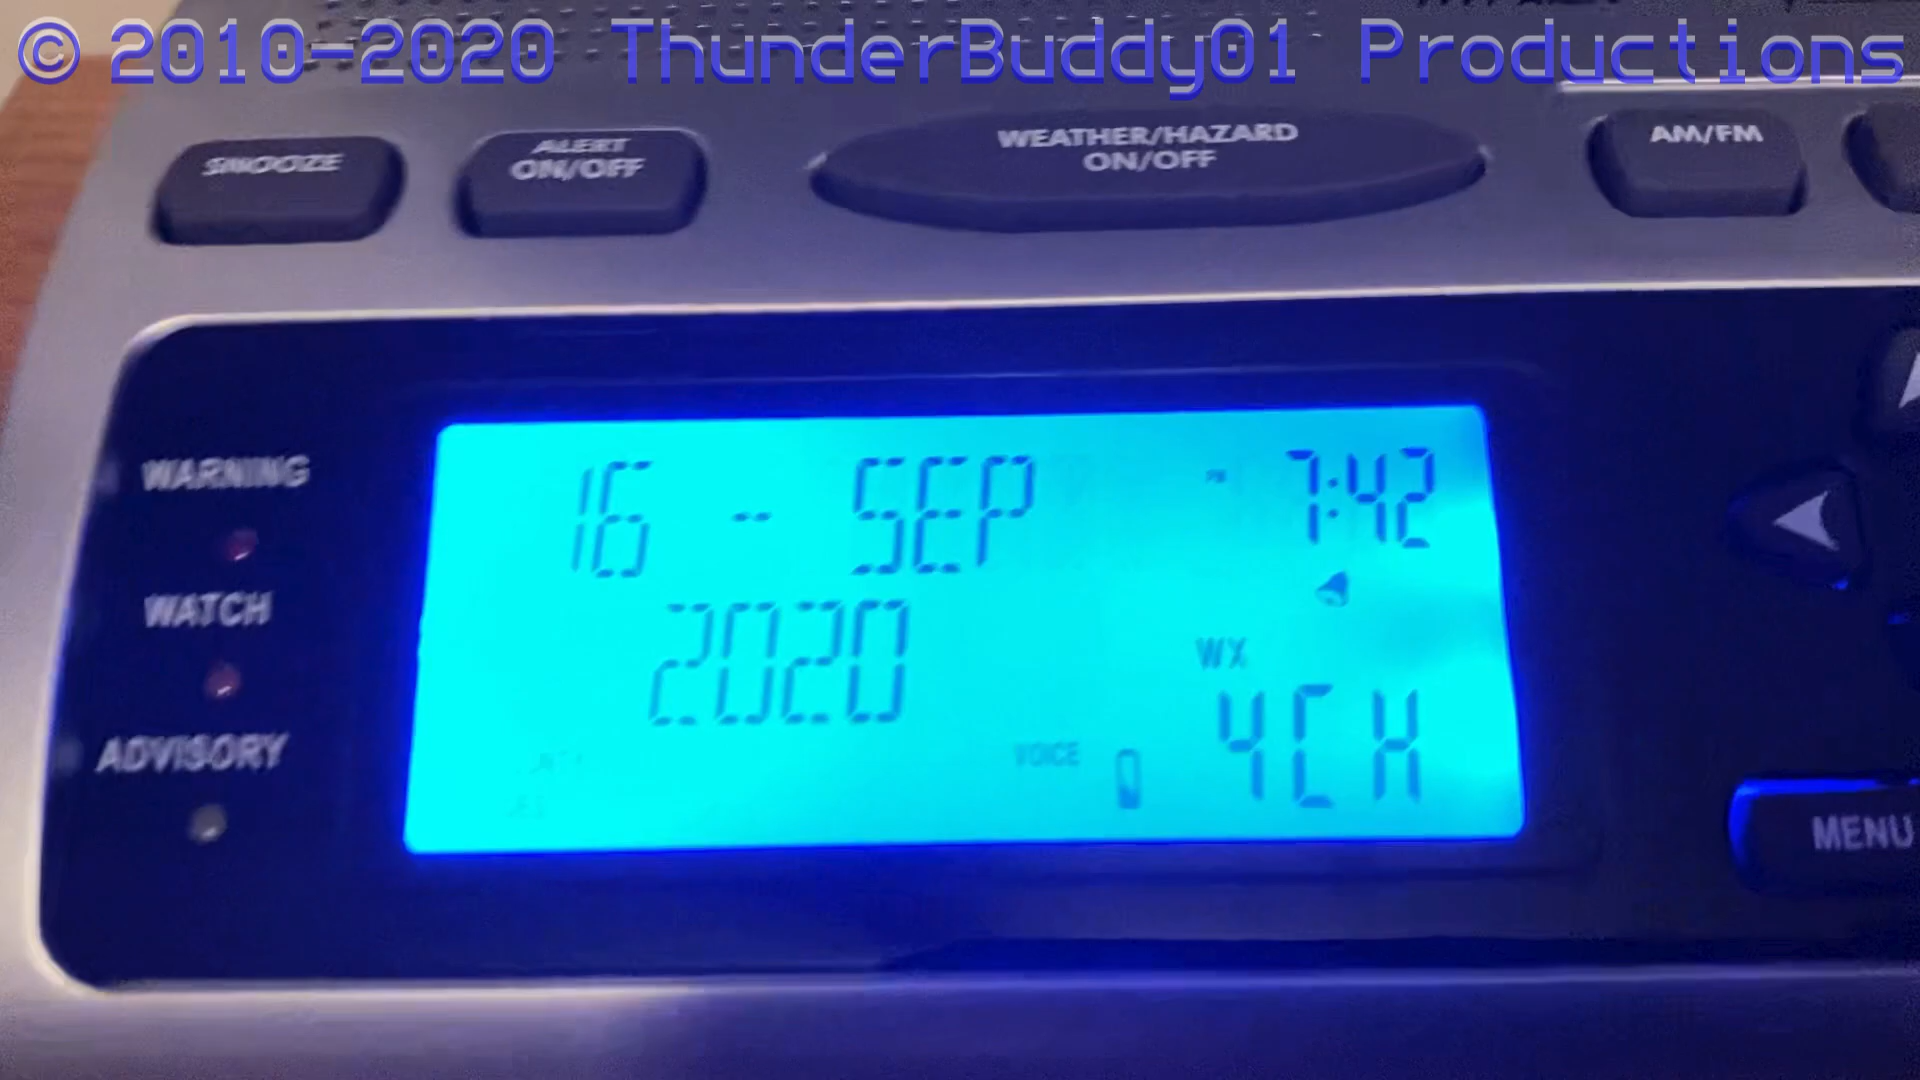 © 2010-2020 ThunderBuddy01 Productions
SNOOZE
ALERT
ON/OFF
WEATHER/HAZARD
ON/OFF
AM/FM
WARNING
WATCH
ADVISORY
16 - SEP
PM 7:42
2020
WX
4CH
VOICE
MENU